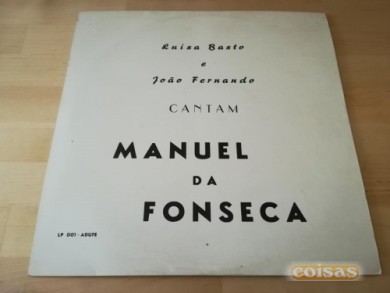 Luisa Basto
e
João Fernando
CANTAM
MANUEL
DA
FONSECA
LP 001 - ADUFE
coisas